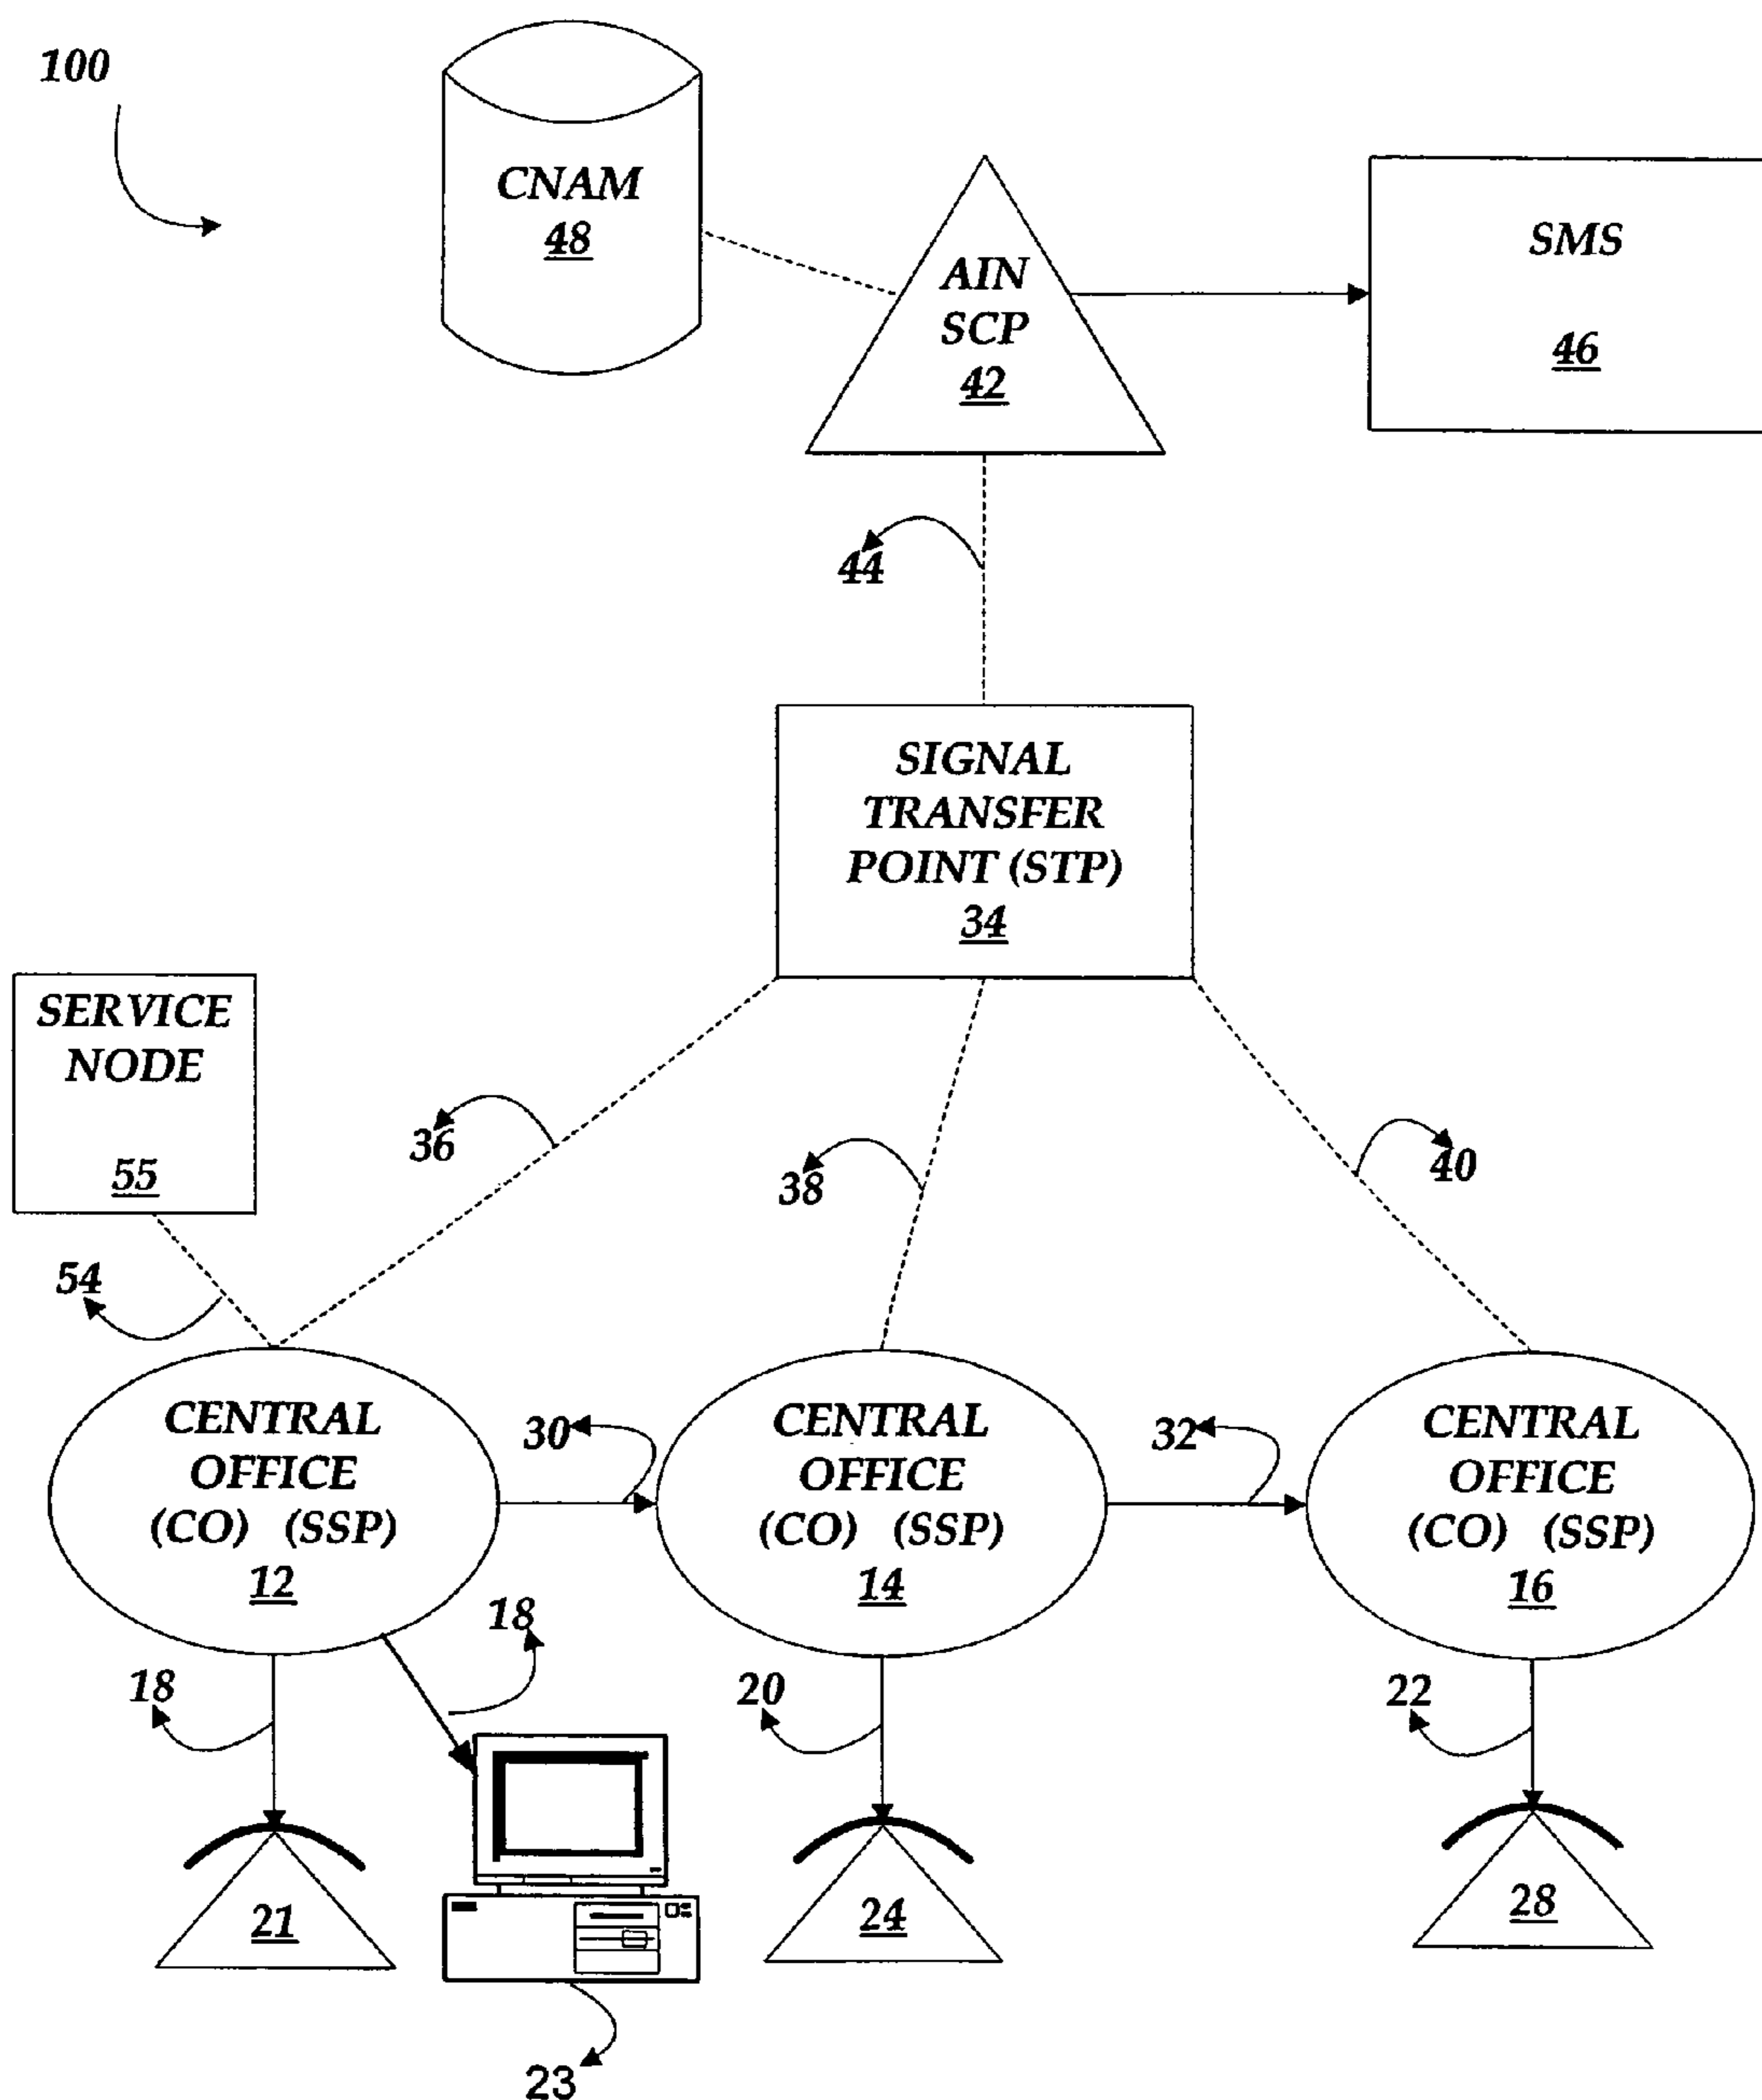 100
CNAM
48
AIN
SCP
42
SMS
46
44
SIGNAL
TRANSFER
POINT (STP)
34
SERVICE
NODE
55
36
38
40
54
CENTRAL
OFFICE
(CO) (SSP)
12
30
CENTRAL
OFFICE
(CO) (SSP)
14
32
CENTRAL
OFFICE
(CO) (SSP)
16
18
18
20
22
21
24
28
23